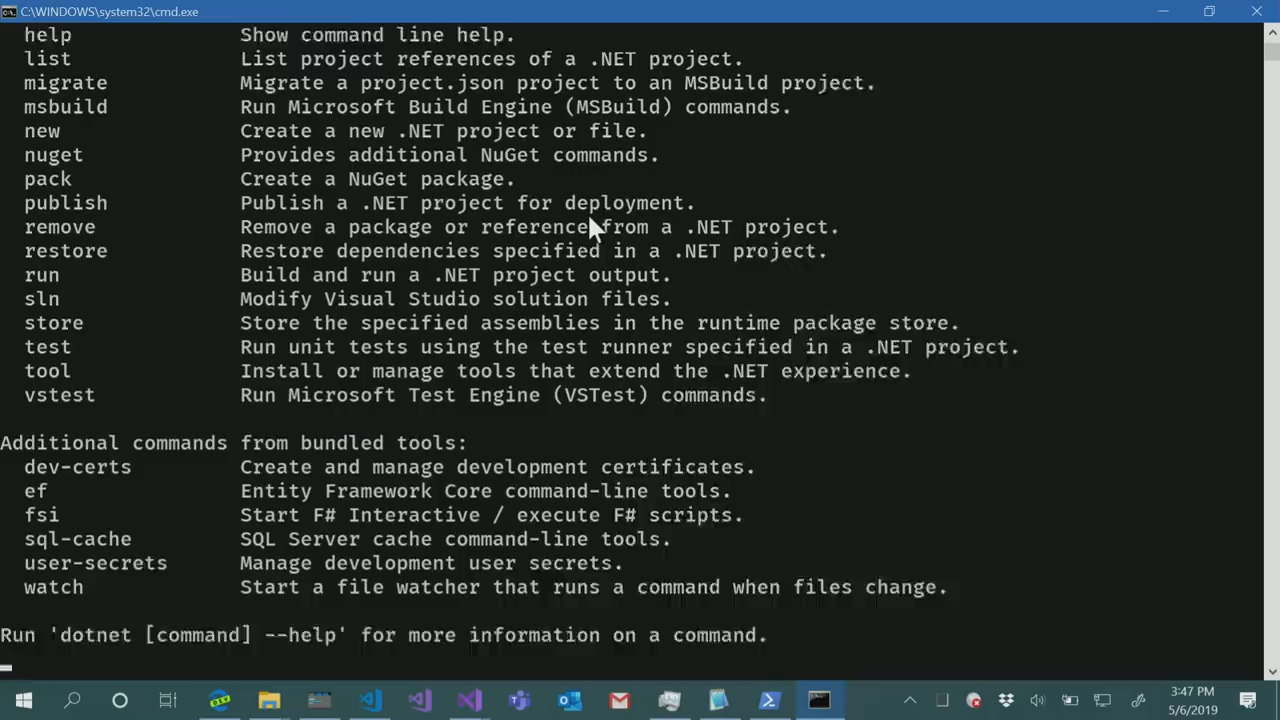 C:\WINDOWS\system32\cmd.exe
help Show command line help.
list List project references of a .NET project.
migrate Migrate a project.json project to an MSBuild project.
msbuild Run Microsoft Build Engine (MSBuild) commands.
new Create a new .NET project or file.
nuget Provides additional NuGet commands.
pack Create a NuGet package.
publish Publish a .NET project for deployment.
remove Remove a package or reference from a .NET project.
restore Restore dependencies specified in a .NET project.
run Build and run a .NET project output.
sln Modify Visual Studio solution files.
store Store the specified assemblies in the runtime package store.
test Run unit tests using the test runner specified in a .NET project.
tool Install or manage tools that extend the .NET experience.
vstest Run Microsoft Test Engine (VSTest) commands.
Additional commands from bundled tools:
dev-certs Create and manage development certificates.
ef Entity Framework Core command-line tools.
fsi Start F# Interactive / execute F# scripts.
sql-cache SQL Server cache command-line tools.
user-secrets Manage development user secrets.
watch Start a file watcher that runs a command when files change.
Run 'dotnet [command] --help' for more information on a command.
3:47 PM
5/6/2019